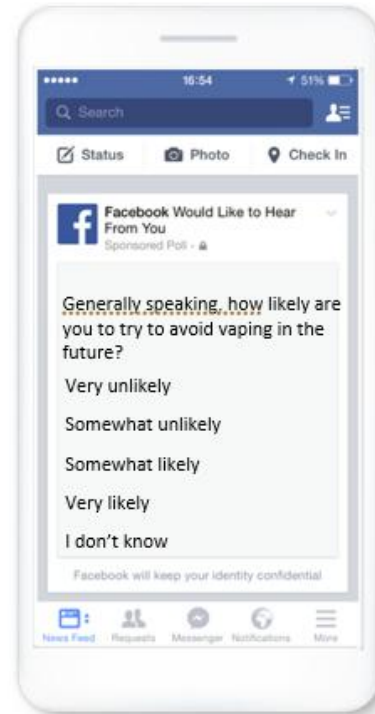 16:54
51%
Search
Status Photo Check In
Facebook Would Like to Hear
From You
Sponsored Poll -
Generally speaking, how likely are
you to try to avoid vaping in the
future?
Very unlikely
Somewhat unlikely
Somewhat likely
Very likely
I don't know
Facebook will keep your identity confidential
News Feed Requests Messenger Notifications More